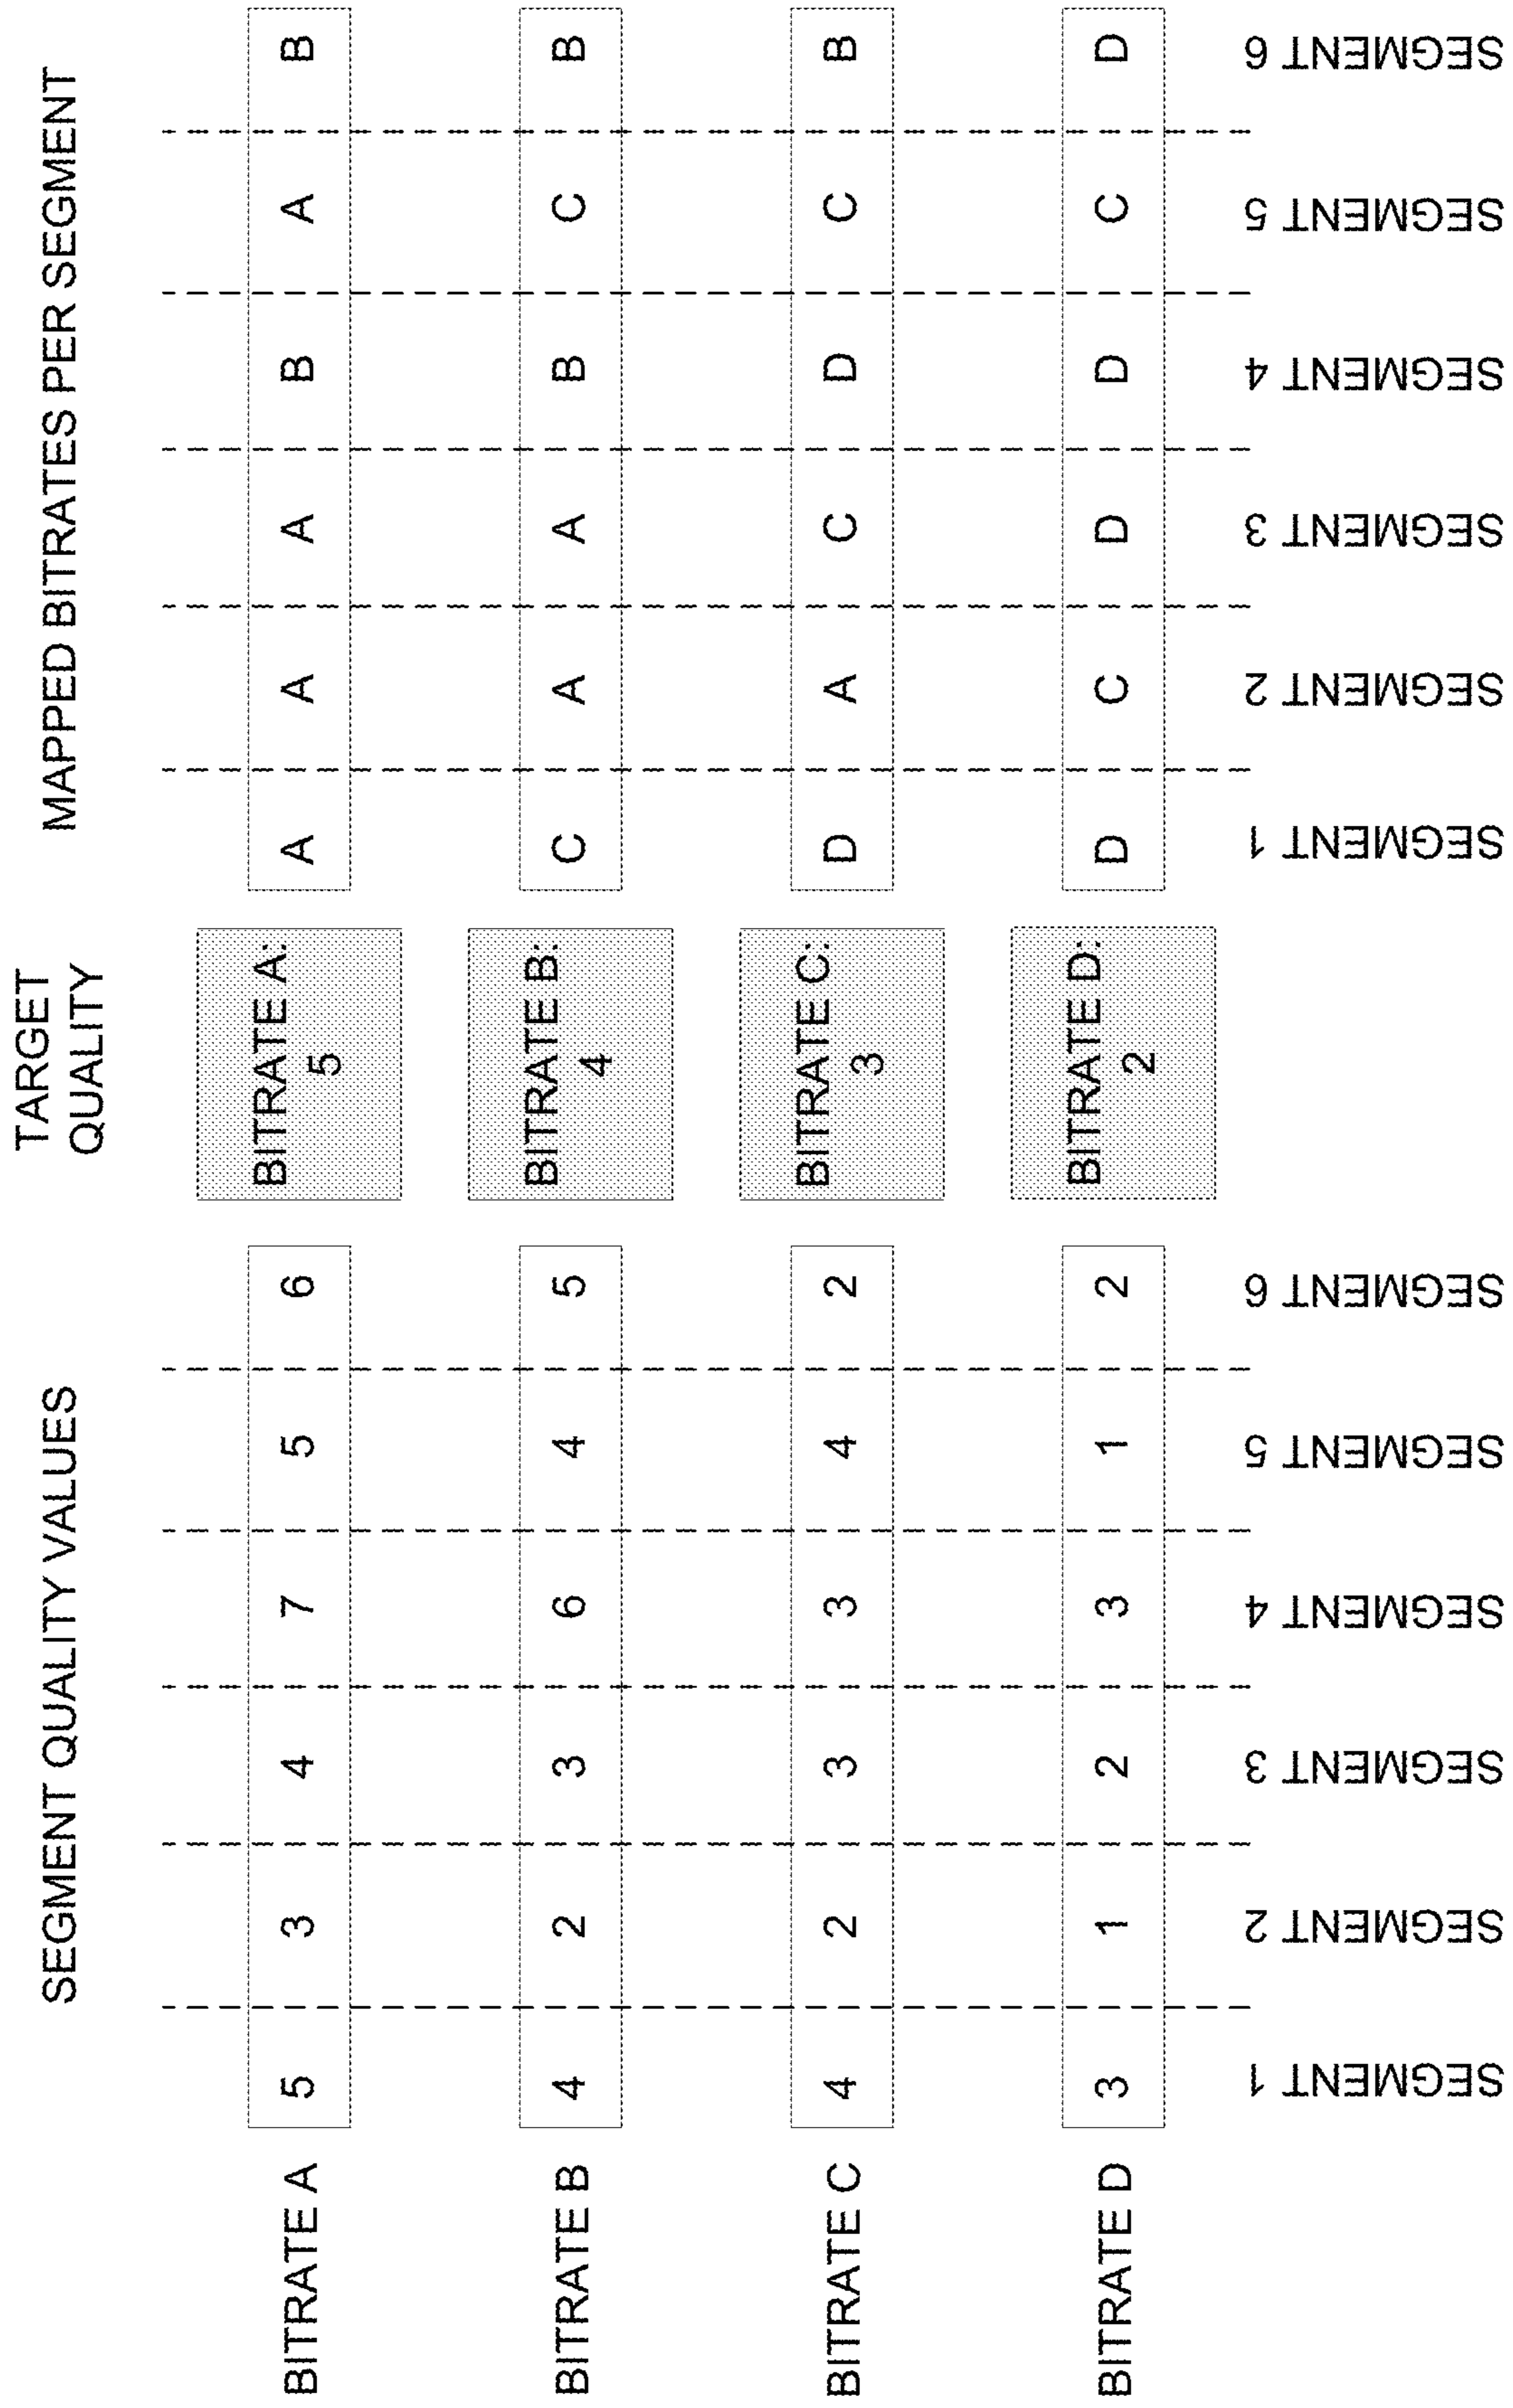 SEGMENT QUALITY VALUES
TARGET
QUALITY
MAPPED BITRATES PER SEGMENT
BITRATE A
5 3 4 7 5 6
BITRATE A:
5
A A A B A B
BITRATE B
4 2 3 6 4 5
BITRATE B:
4
C A A B C B
BITRATE C
4 2 3 3 4 2
BITRATE C:
3
D A C D C B
BITRATE D
3 1 2 3 1 2
BITRATE D:
2
D C D D C D
SEGMENT 1
SEGMENT 2
SEGMENT 3
SEGMENT 4
SEGMENT 5
SEGMENT 6
SEGMENT 1
SEGMENT 2
SEGMENT 3
SEGMENT 4
SEGMENT 5
SEGMENT 6